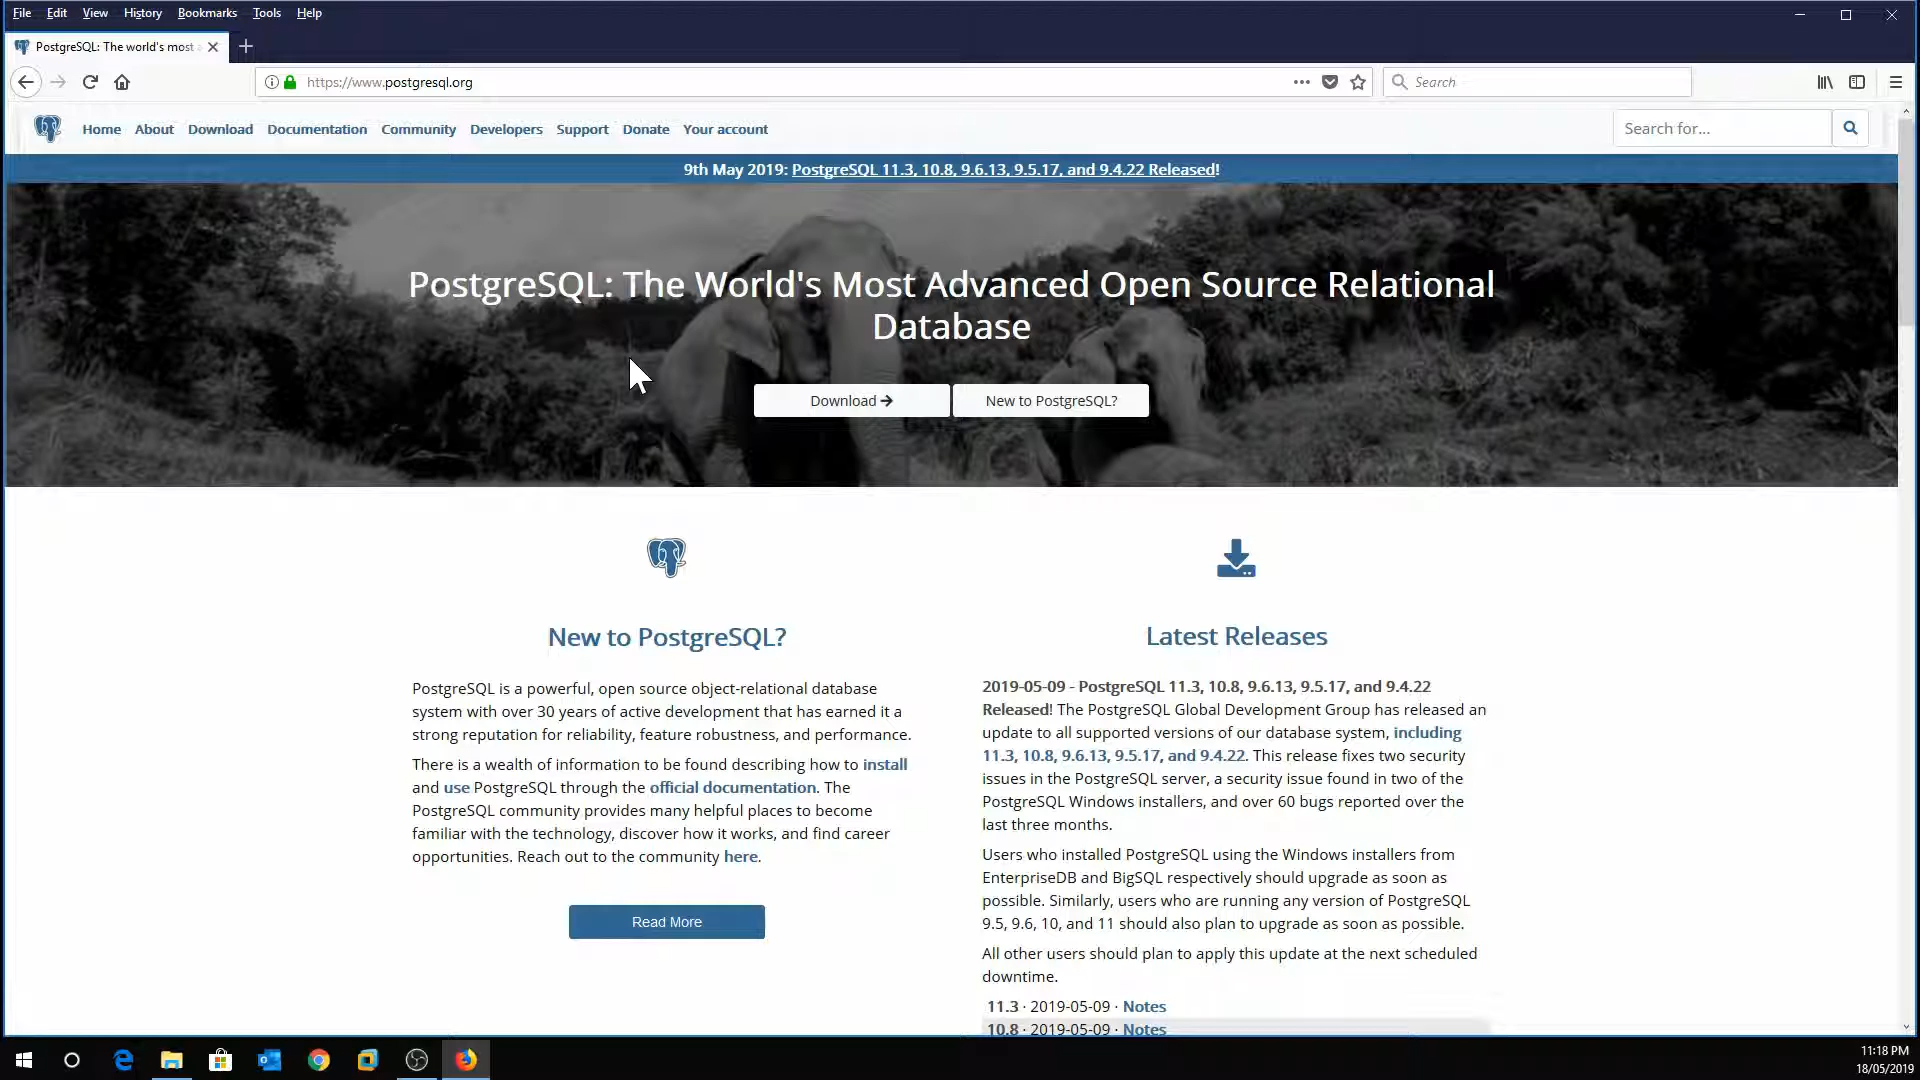 File Edit View History Bookmarks Tools Help
PostgreSQL: The world's most
https://www.postgresql.org
Search
Home About Download Documentation Community Developers Support Donate Your account
Search for...
9th May 2019: PostgreSQL 11.3, 10.8, 9.6.13, 9.5.17, and 9.4.22 Released!
PostgreSQL: The World's Most Advanced Open Source Relational
Database
Download
New to PostgreSQL?
New to PostgreSQL?
PostgreSQL is a powerful, open source object-relational database
system with over 30 years of active development that has earned it a
strong reputation for reliability, feature robustness, and performance.
There is a wealth of information to be found describing how to install
and use PostgreSQL through the official documentation. The
PostgreSQL community provides many helpful places to become
familiar with the technology, discover how it works, and find career
opportunities. Reach out to the community here.
Read More
Latest Releases
2019-05-09 - PostgreSQL 11.3, 10.8, 9.6.13, 9.5.17, and 9.4.22
Released! The PostgreSQL Global Development Group has released an
update to all supported versions of our database system, including
11.3, 10.8, 9.6.13, 9.5.17, and 9.4.22. This release fixes two security
issues in the PostgreSQL server, a security issue found in two of the
PostgreSQL Windows installers, and over 60 bugs reported over the
last three months.
Users who installed PostgreSQL using the Windows installers from
EnterpriseDB and BigSQL respectively should upgrade as soon as
possible. Similarly, users who are running any version of PostgreSQL
9.5, 9.6, 10, and 11 should also plan to upgrade as soon as possible.
All other users should plan to apply this update at the next scheduled
downtime.
11.3 · 2019-05-09 · Notes
10.8 · 2019-05-09 · Notes
11:18 PM
18/05/2019